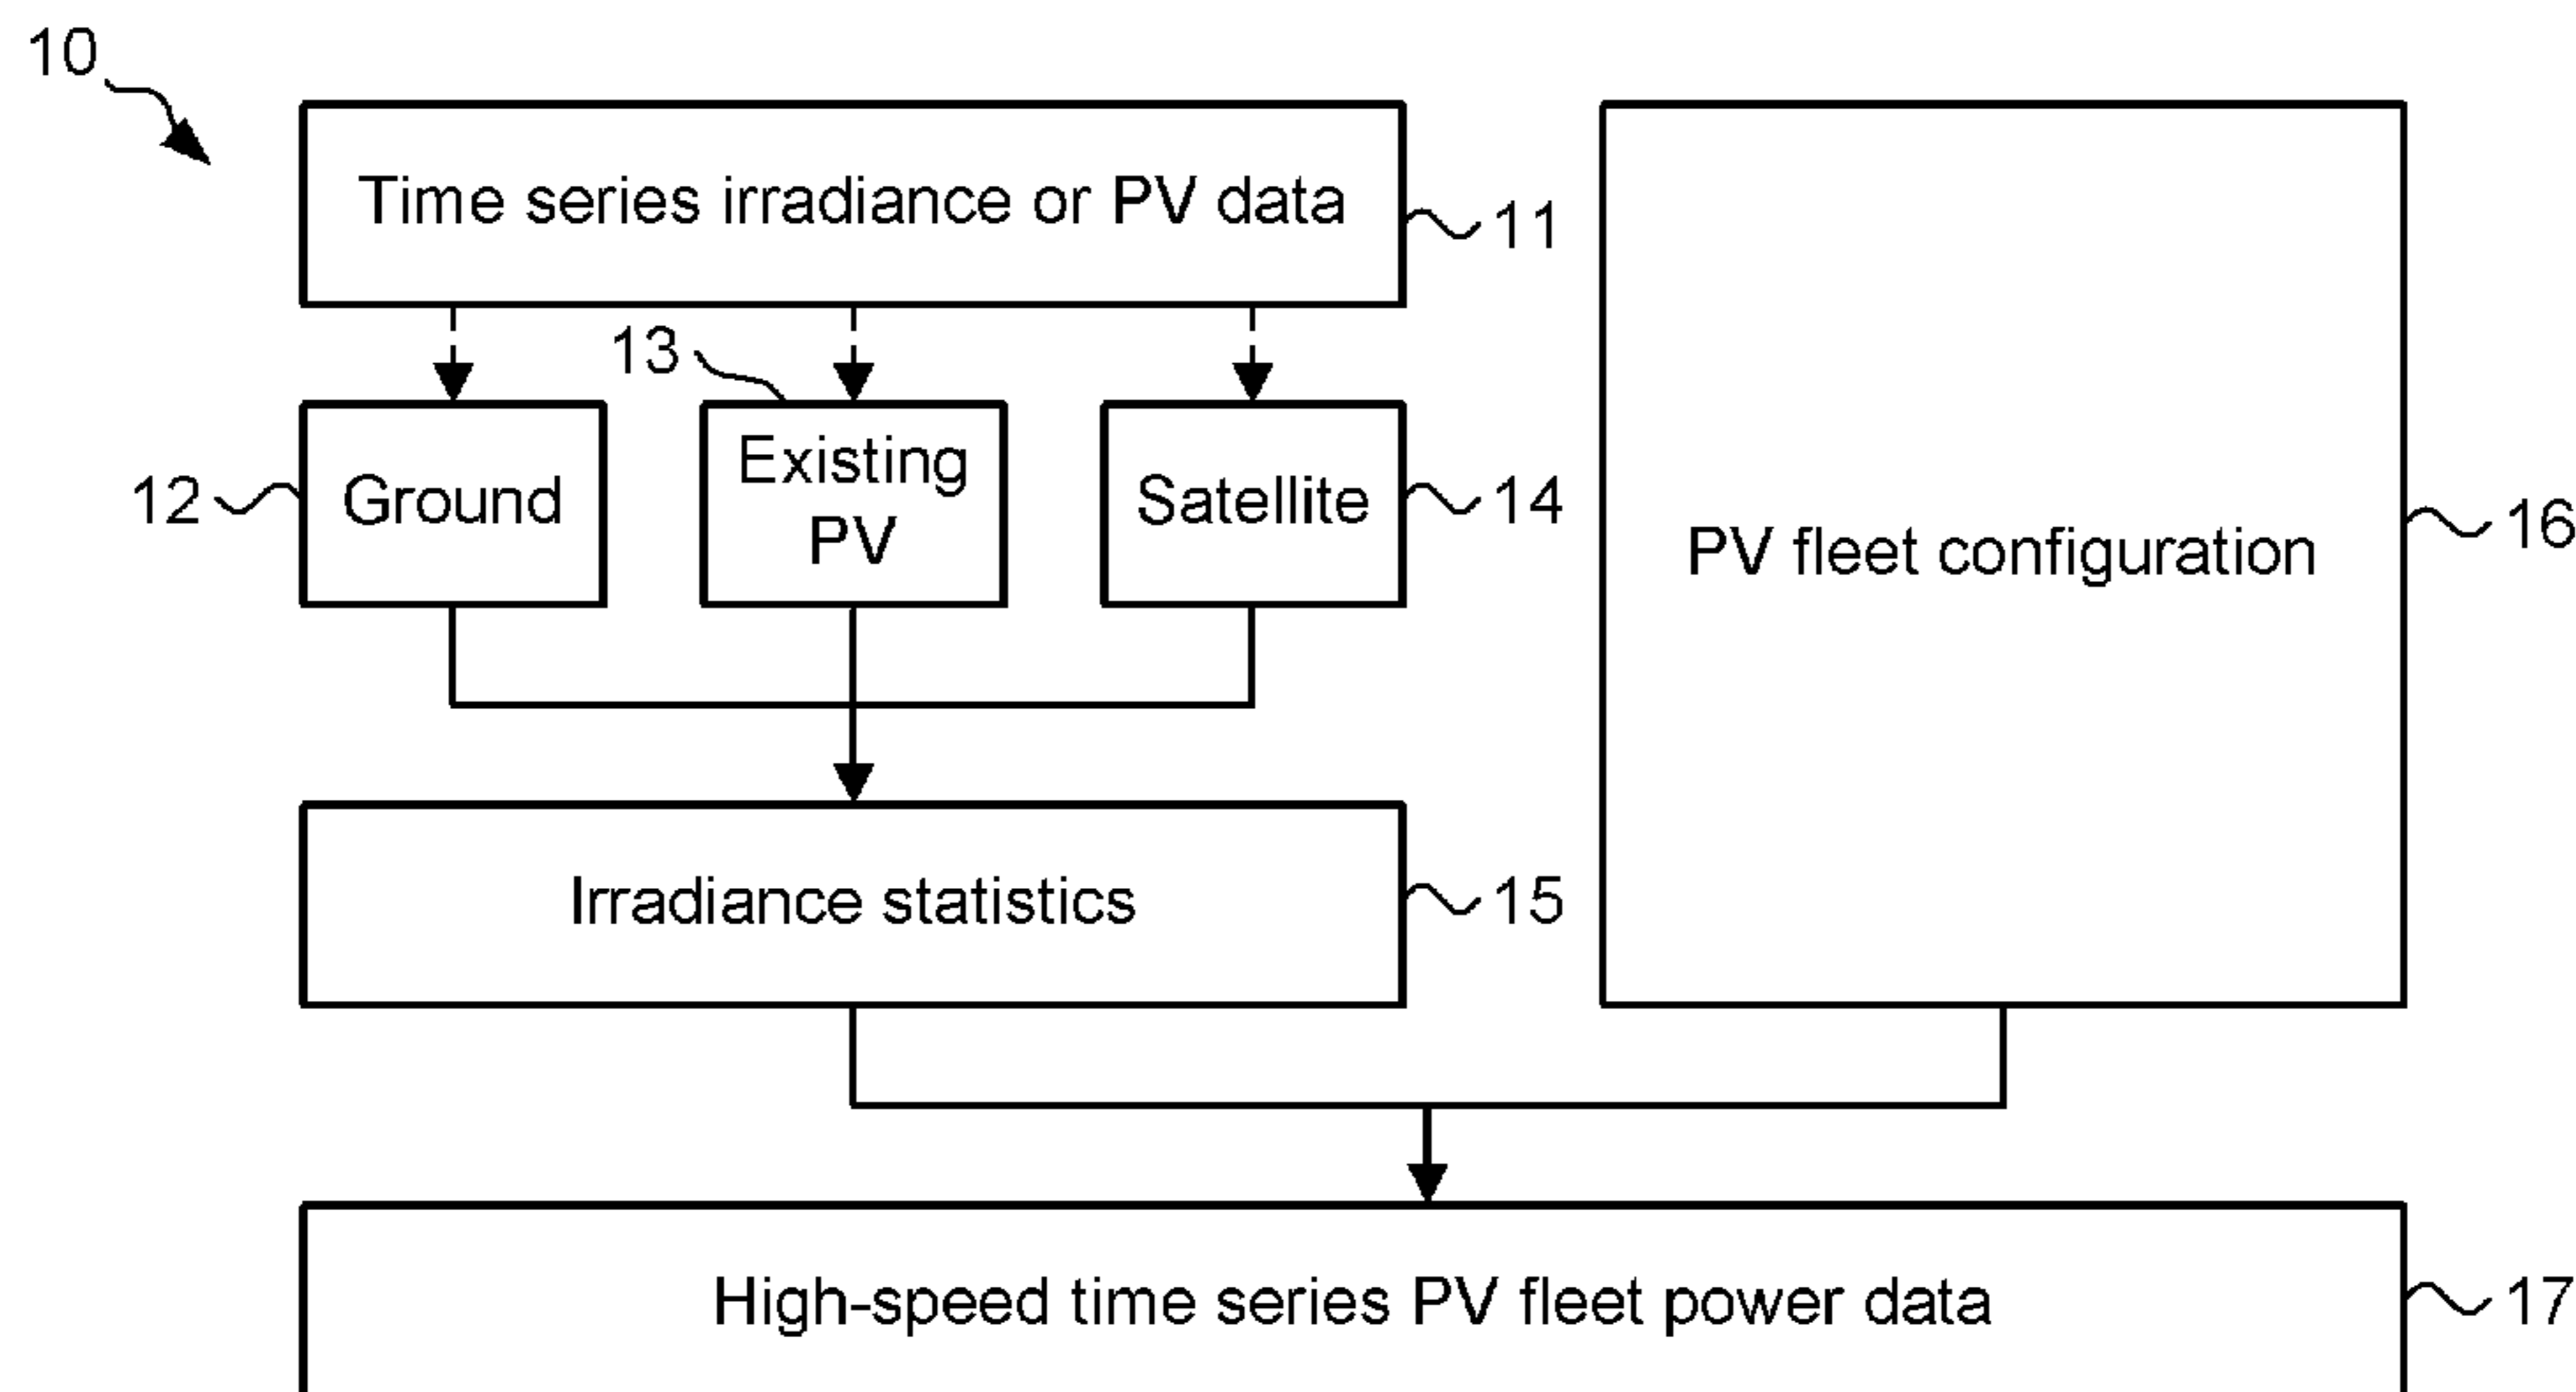 10
Time series irradiance or PV data
11
13
12
Ground
Existing
PV
Satellite
14
PV fleet configuration
16
Irradiance statistics
15
High-speed time series PV fleet power data
17